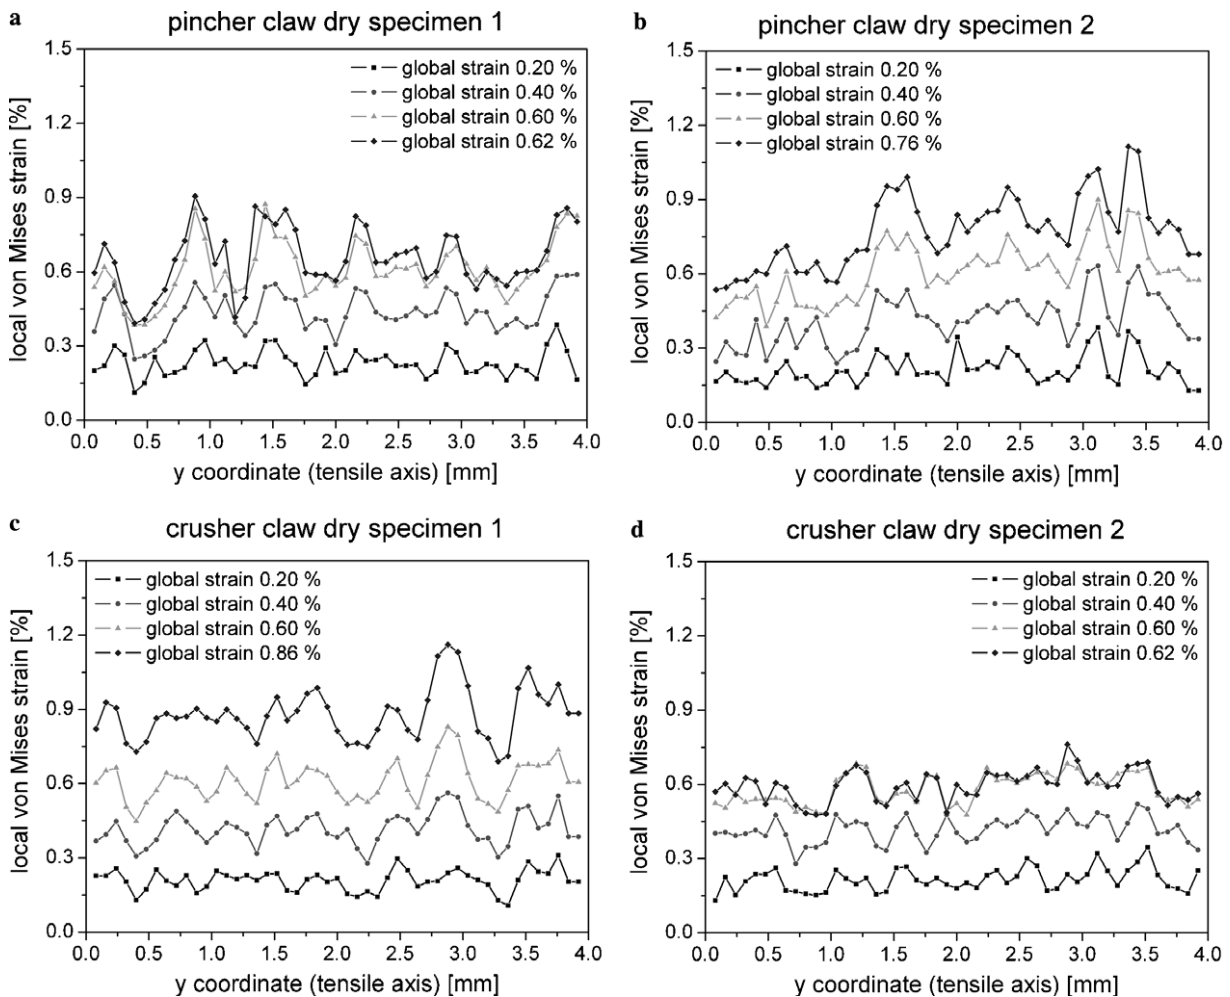 a
pincher claw dry specimen 1
local von Mises strain [%]
1.5
1.2
0.9
0.6
0.3
0.0
global strain 0.20 %
global strain 0.40 %
global strain 0.60 %
global strain 0.62 %
0.0 0.5 1.0 1.5 2.0 2.5 3.0 3.5 4.0
y coordinate (tensile axis) [mm]
b
pincher claw dry specimen 2
local von Mises strain [%]
1.5
1.2
0.9
0.6
0.3
0.0
global strain 0.20 %
global strain 0.40 %
global strain 0.60 %
global strain 0.76 %
0.0 0.5 1.0 1.5 2.0 2.5 3.0 3.5 4.0
y coordinate (tensile axis) [mm]
c
crusher claw dry specimen 1
local von Mises strain [%]
1.5
1.2
0.9
0.6
0.3
0.0
global strain 0.20 %
global strain 0.40 %
global strain 0.60 %
global strain 0.86 %
0.0 0.5 1.0 1.5 2.0 2.5 3.0 3.5 4.0
y coordinate (tensile axis) [mm]
d
crusher claw dry specimen 2
local von Mises strain [%]
1.5
1.2
0.9
0.6
0.3
0.0
global strain 0.20 %
global strain 0.40 %
global strain 0.60 %
global strain 0.62 %
0.0 0.5 1.0 1.5 2.0 2.5 3.0 3.5 4.0
y coordinate (tensile axis) [mm]